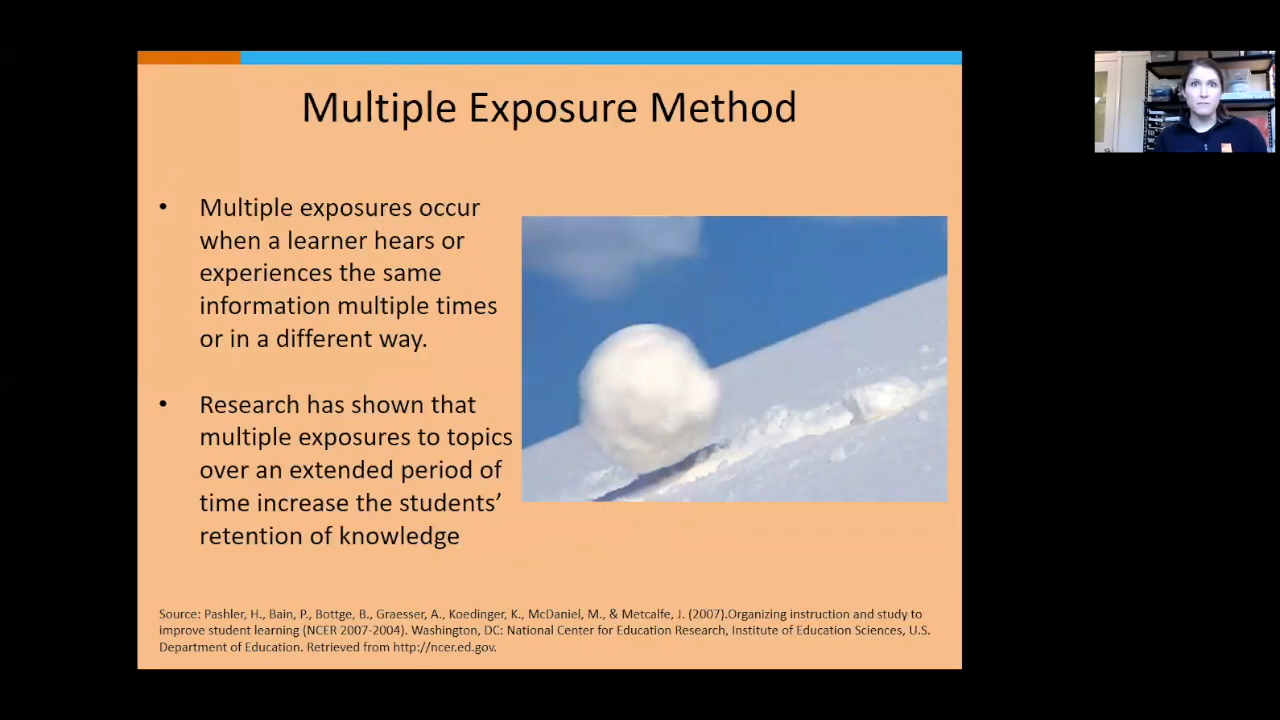 Multiple Exposure Method
• Multiple exposures occur
when a learner hears or
experiences the same
information multiple times
or in a different way.
• Research has shown that
multiple exposures to topics
over an extended period of
time increase the students’
retention of knowledge
Source: Pashler, H., Bain, P., Bottge, B., Graesser, A., Koedinger, K., McDaniel, M., & Metcalfe, J. (2007).Organizing instruction and study to
improve student learning (NCER 2007-2004). Washington, DC: National Center for Education Research, Institute of Education Sciences, U.S.
Department of Education. Retrieved from http://ncer.ed.gov.